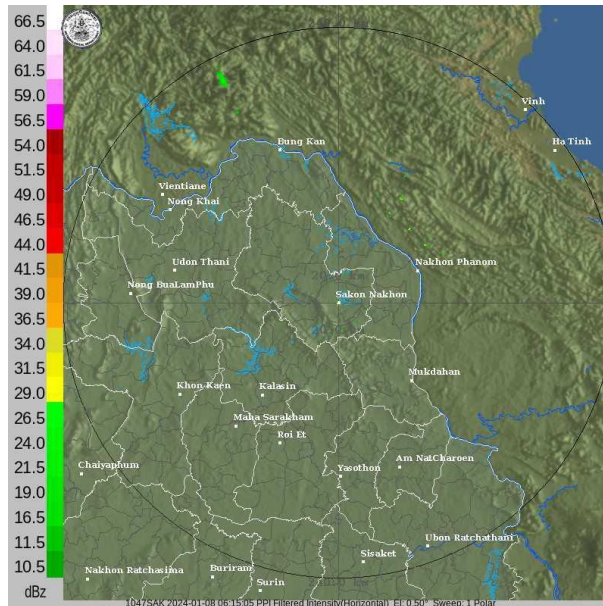 66.5
64.0
61.5
59.0
56.5
54.0
51.5
49.0
46.5
44.0
41.5
39.0
36.5
34.0
31.5
29.0
26.5
24.0
21.5
19.0
16.5
14.0
11.5
10.5
dBz
Vinh
Ha Tinh
Bung Kan
Vientiane
Nong Khai
Udon Thani
Nakhon Phanom
Nong BuaLamPhu
Sakon Nakhon
Mukdahan
Khon Kaen
Kalasin
Maha Sarakham
Roi Et
Chaiyaphum
Yasothon
Am NatCharoen
Ubon Ratchathani
Sisaket
Nakhon Ratchasima
Buriram
Surin
1047SAK 2024-01-08 06:15:05 PPI Filtered Intensity(Horizontal) El: 0.50° Sweep: 1 Polar